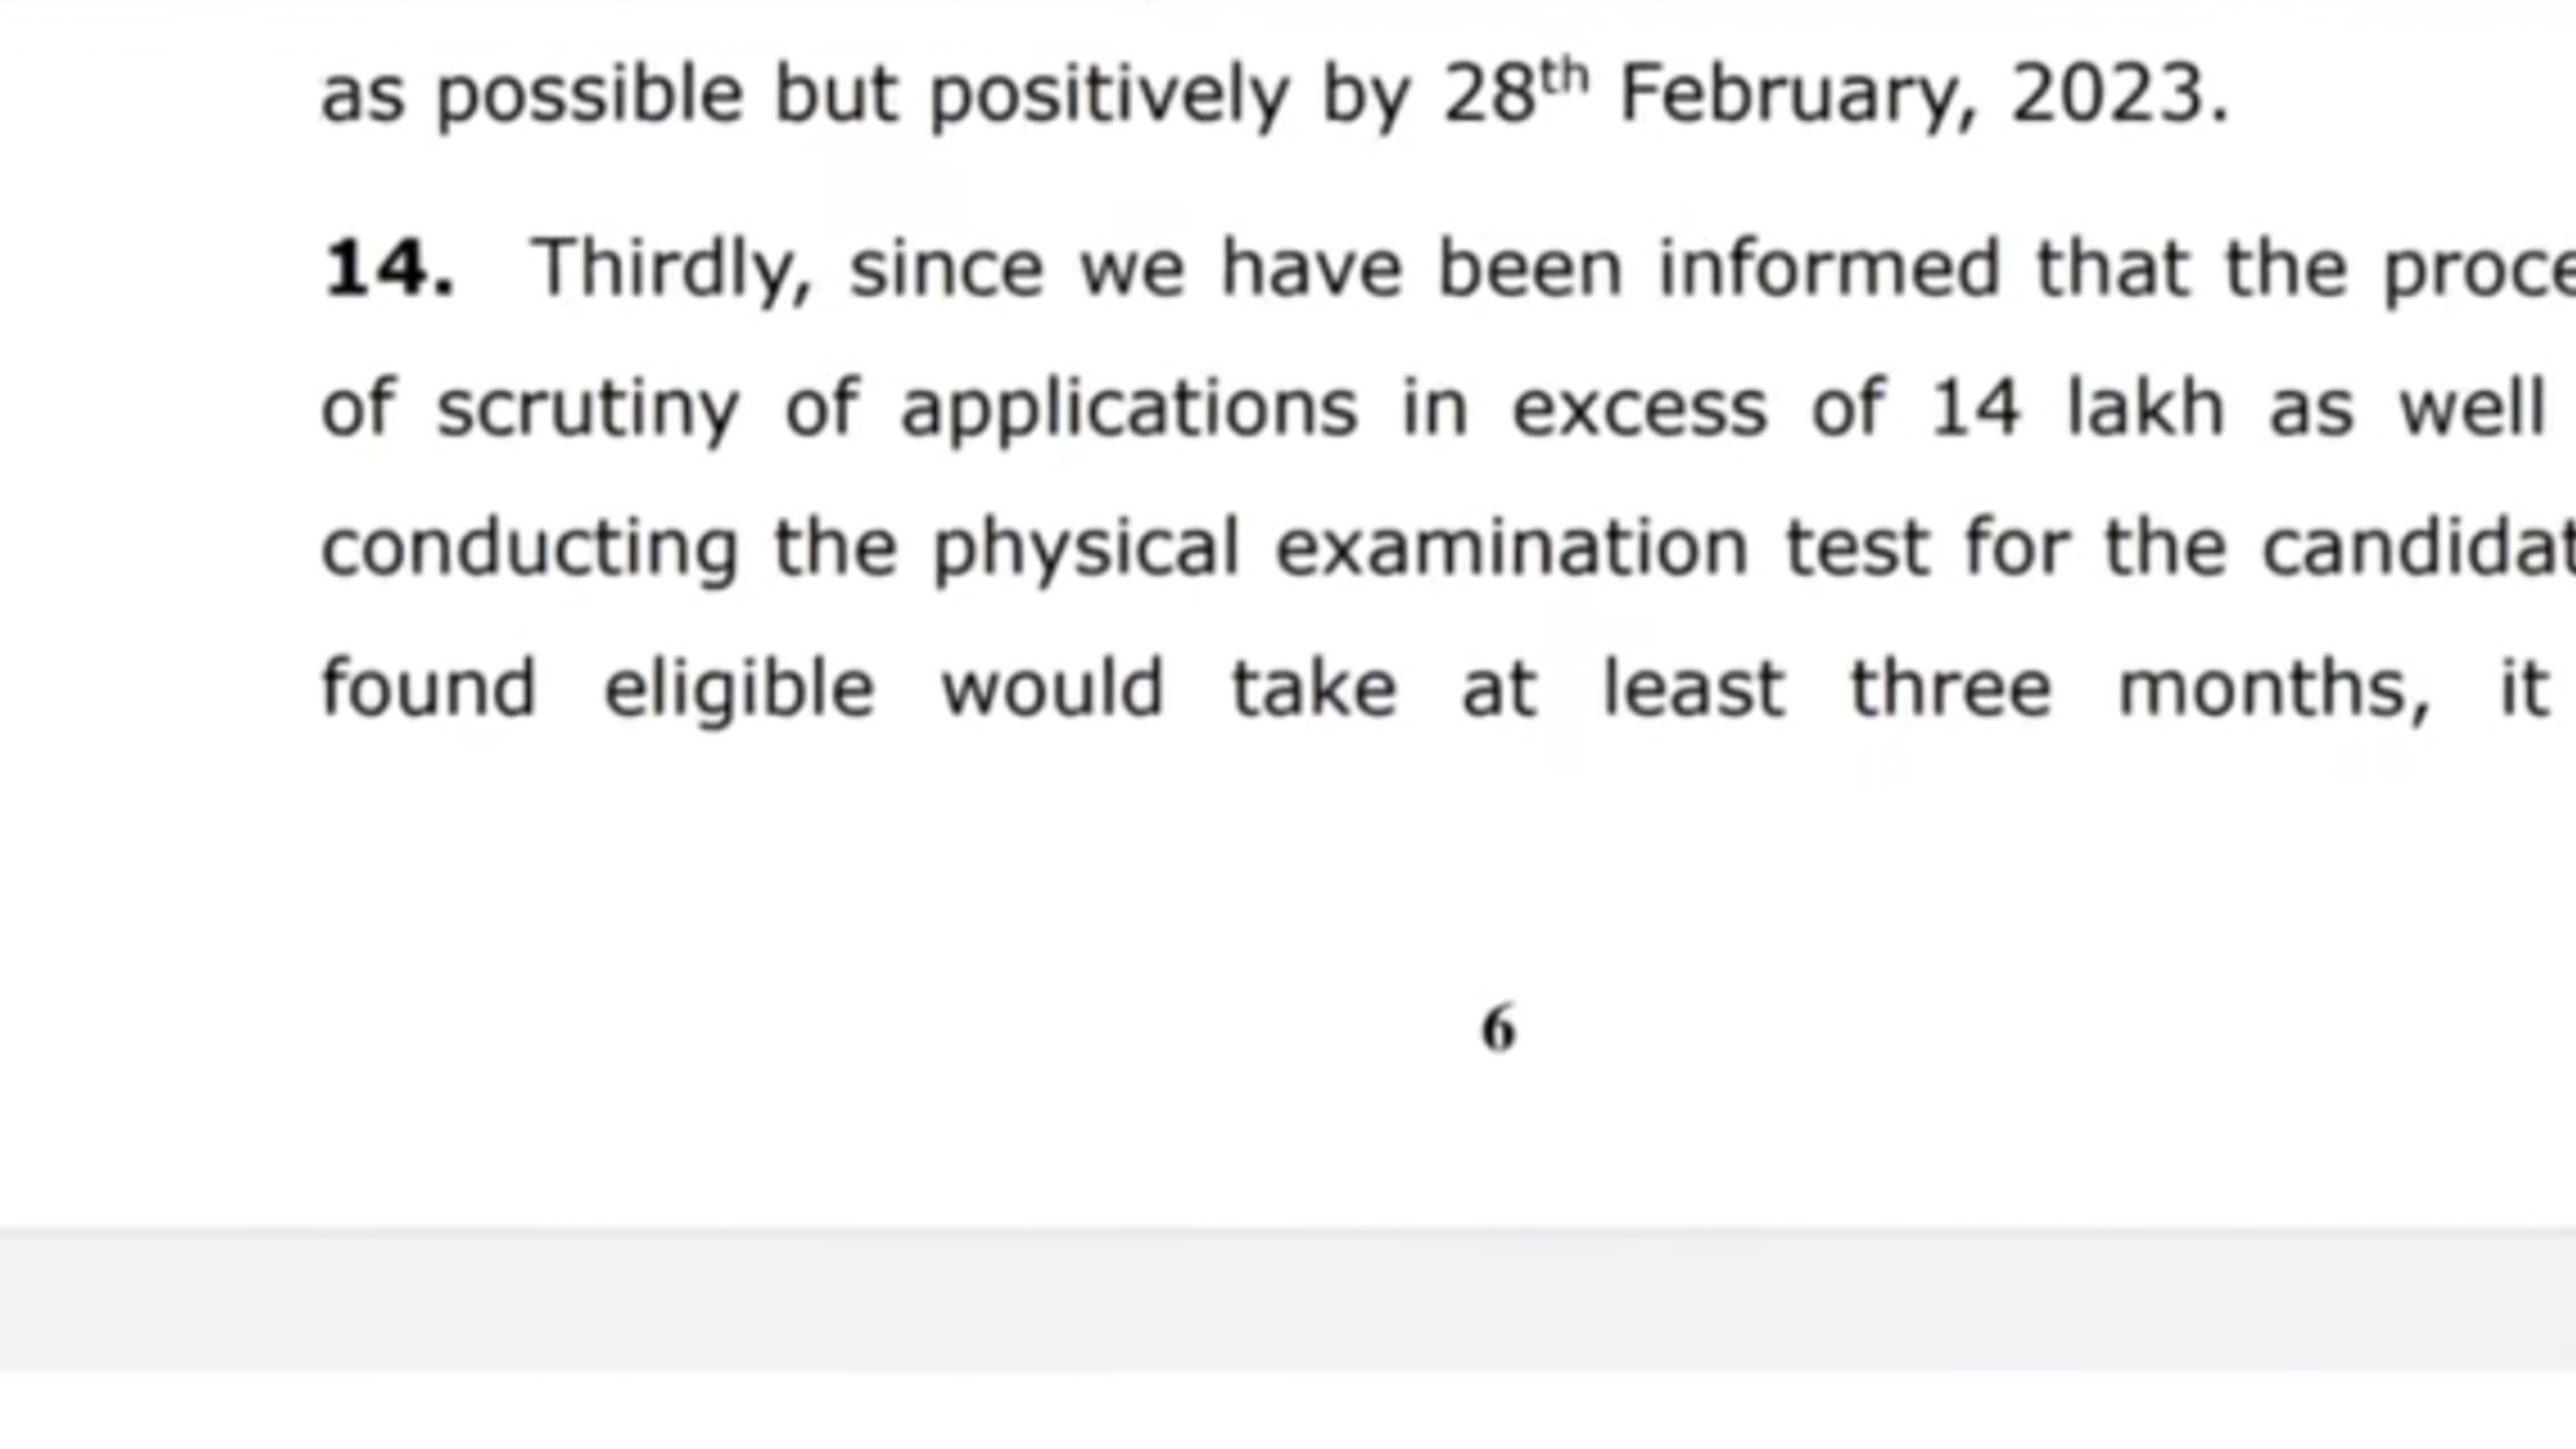 as possible but positively by 28th February, 2023.
14. Thirdly, since we have been informed that the proce
of scrutiny of applications in excess of 14 lakh as well
conducting the physical examination test for the candidat
found eligible would take at least three months, it
6